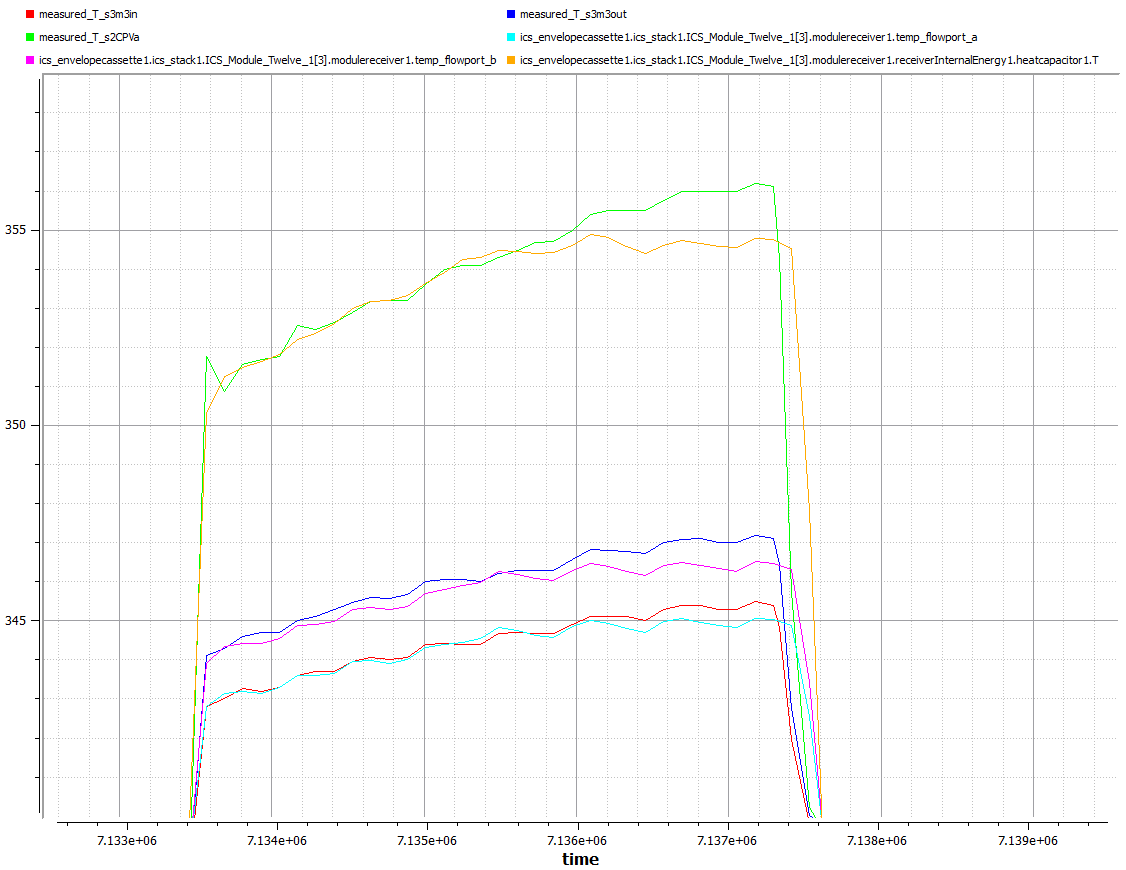 measured_T_s3m3in measured_T_s3m3out
measured_T_s2CPVa ics_envelopecassette1.ics_stack1.ICS_Module_Twelve_1[3].modulereceiver1.temp_flowport_a
ics_envelopecassette1.ics_stack1.ICS_Module_Twelve_1[3].modulereceiver1.temp_flowport_b ics_envelopecassette1.ics_stack1.ICS_Module_Twelve_1[3].modulereceiver1.receiverInternalEnergy1.heatcapacitor1.T
355
350
345
7.133e+06 7.134e+06 7.135e+06 7.136e+06 7.137e+06 7.138e+06 7.139e+06
time